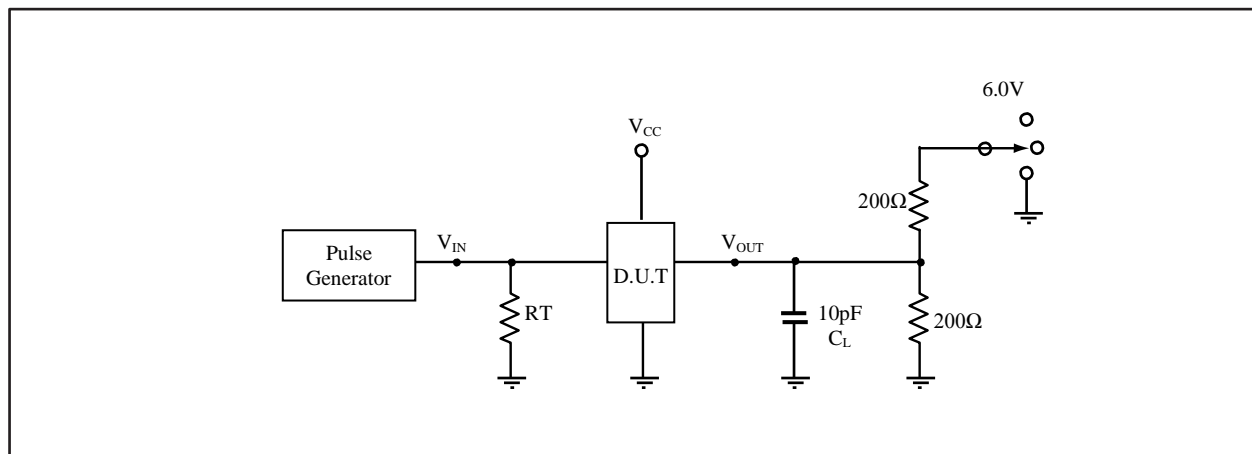 6.0V
V_CC
200Ω
Pulse
Generator
V_IN
RT
D.U.T
V_OUT
10pF
C_L
200Ω